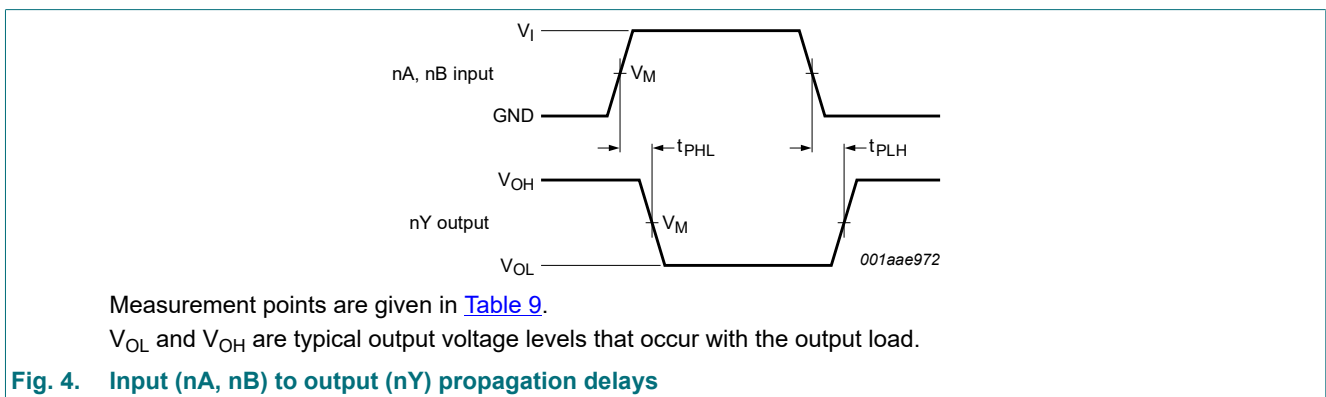 V_I
nA, nB input
V_M
GND
t_PHL
t_PLH
V_OH
nY output
V_M
V_OL
001aae972
Measurement points are given in Table 9.
V_OL and V_OH are typical output voltage levels that occur with the output load.
Fig. 4. Input (nA, nB) to output (nY) propagation delays